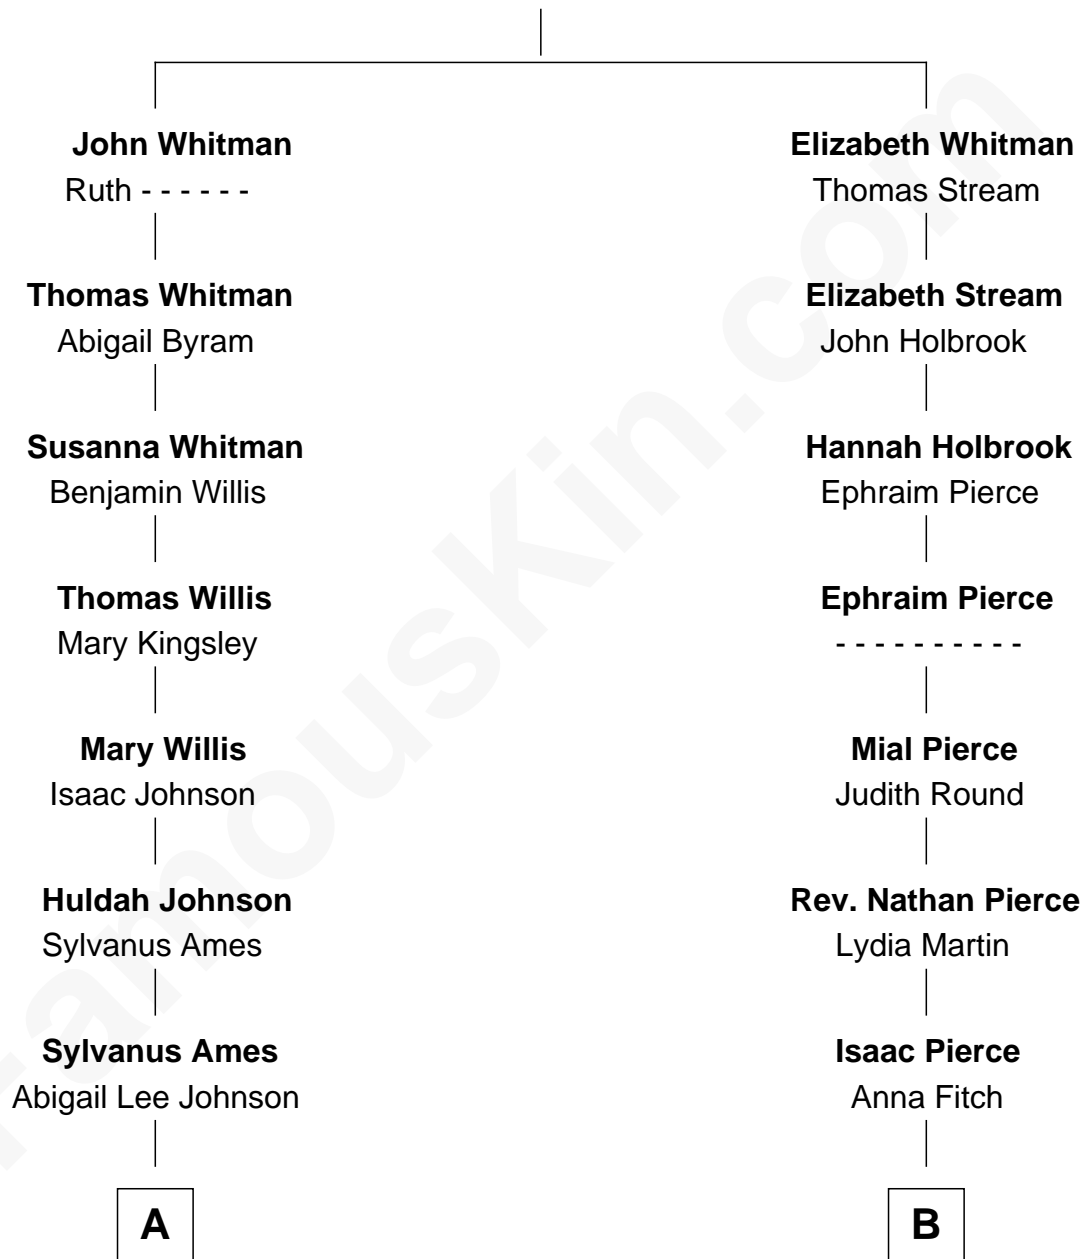 John Whitman
Ruth - - - - - -
Thomas Whitman
Abigail Byram
Susanna Whitman
Benjamin Willis
Thomas Willis
Mary Kingsley
Mary Willis
Isaac Johnson
Huldah Johnson
Sylvanus Ames
Sylvanus Ames
Abigail Lee Johnson
A
Elizabeth Whitman
Thomas Stream
Elizabeth Stream
John Holbrook
Hannah Holbrook
Ephraim Pierce
Ephraim Pierce
- - - - - - - - - -
Mial Pierce
Judith Round
Rev. Nathan Pierce
Lydia Martin
Isaac Pierce
Anna Fitch
B
FamousKin.com